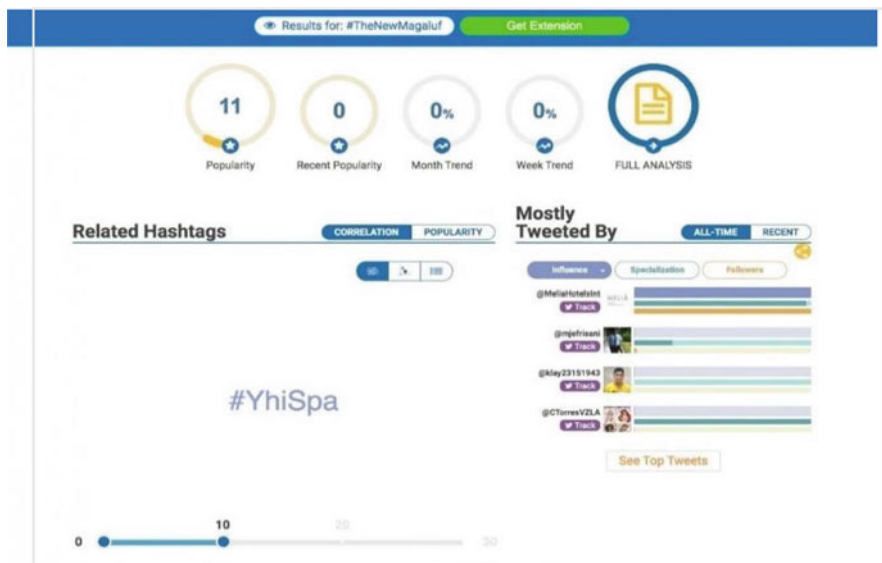 Results for: #TheNewMagaluf
Get Extension
11
0
0%
0%
Popularity
Recent Popularity
Month Trend
Week Trend
FULL ANALYSIS
Related Hashtags
CORRELATION
POPULARITY
#YhiSpa
0
10
20
30
Mostly
Tweeted By
ALL-TIME
RECENT
Influence
Specialization
Followers
@MeliaHotelsInt
Track
@mjefrisani
Track
@klay23151943
Track
@CTorresVZLA
Track
See Top Tweets